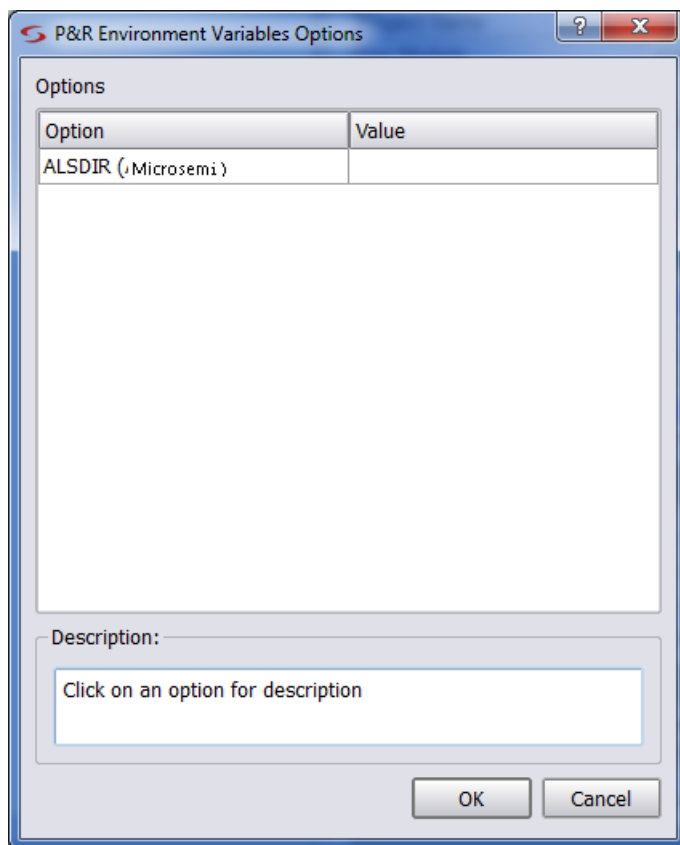 P&R Environment Variables Options
Options
Option Value
ALSDIR (Microsemi)
Description:
Click on an option for description
OK Cancel